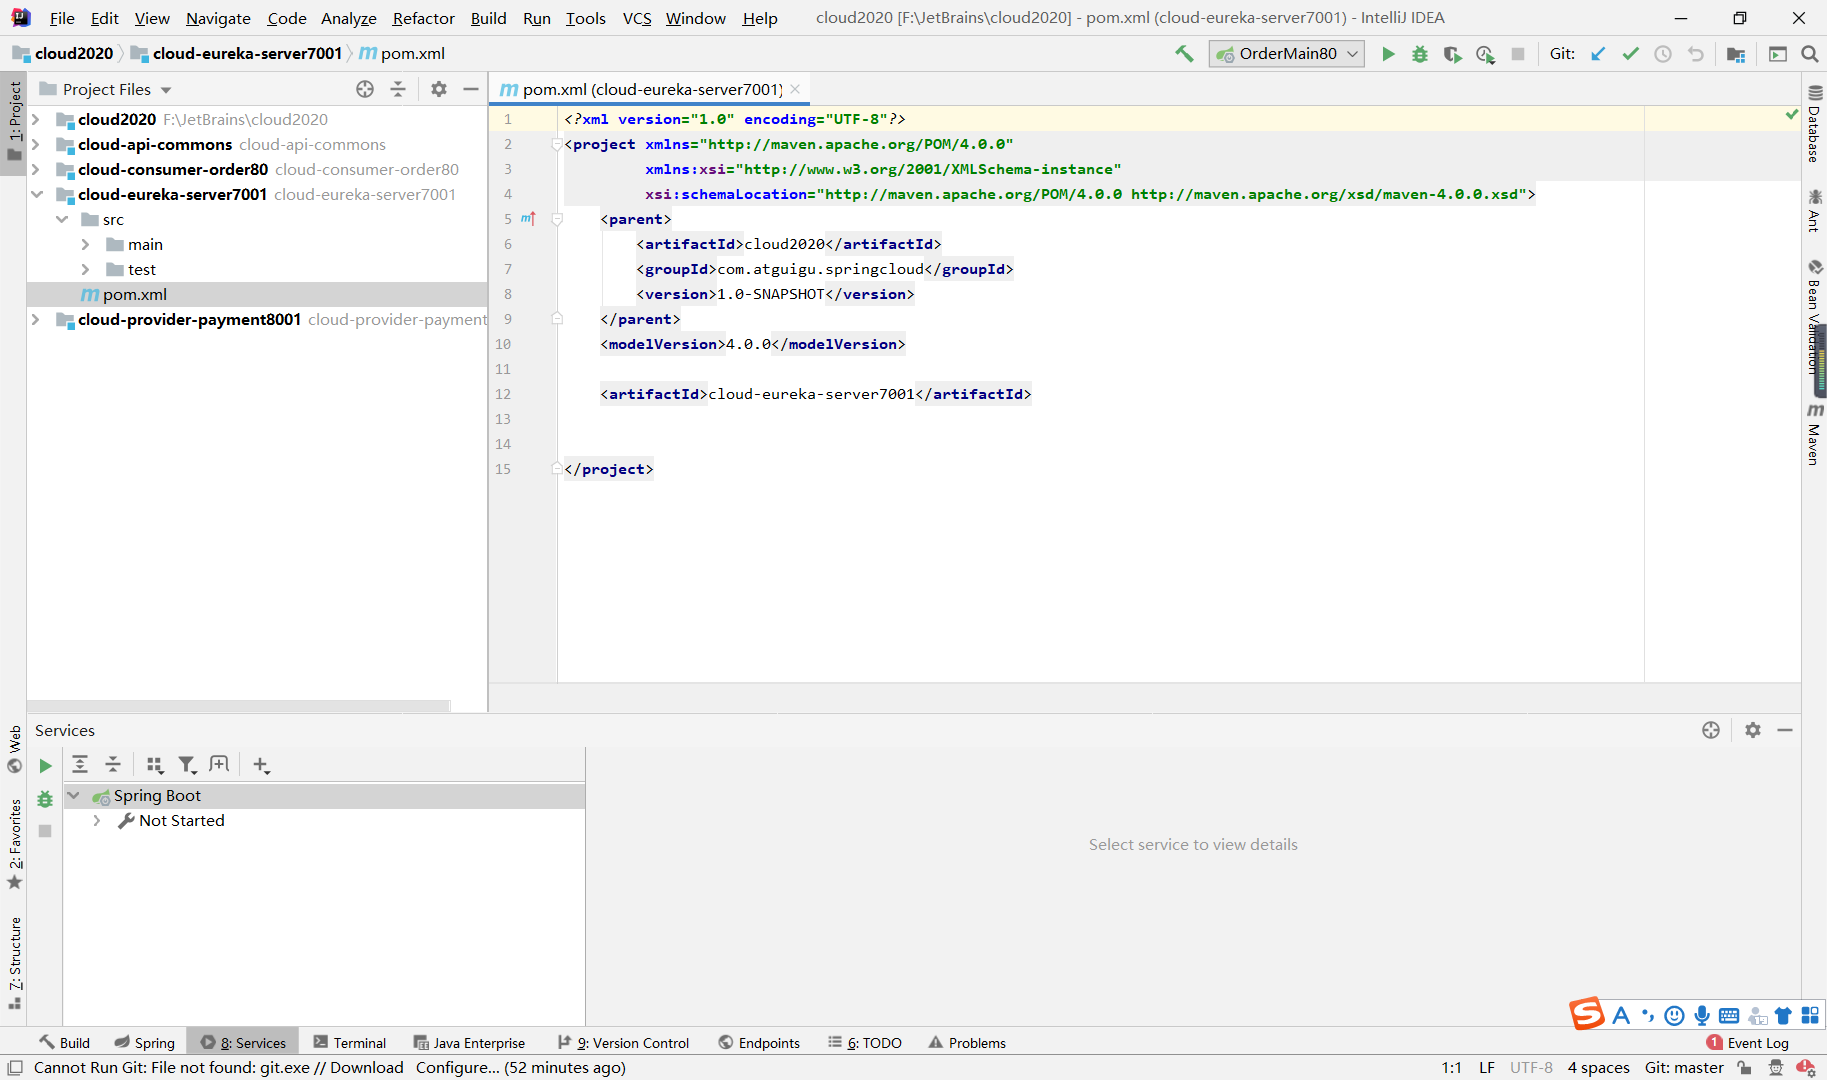 File Edit View Navigate Code Analyze Refactor Build Run Tools VCS Window Help cloud2020 [F:\JetBrains\cloud2020] - pom.xml (cloud-eureka-server7001) - IntelliJ IDEA
cloud2020 cloud-eureka-server7001 m pom.xml OrderMain80 Git:
1: Project
Project Files
cloud2020 F:\JetBrains\cloud2020
cloud-api-commons cloud-api-commons
cloud-consumer-order80 cloud-consumer-order80
cloud-eureka-server7001 cloud-eureka-server7001
src
main
test
m pom.xml
cloud-provider-payment8001 cloud-provider-payment
m pom.xml (cloud-eureka-server7001)
1 <?xml version="1.0" encoding="UTF-8"?>
2 <project xmlns="http://maven.apache.org/POM/4.0.0"
3 xmlns:xsi="http://www.w3.org/2001/XMLSchema-instance"
4 xsi:schemaLocation="http://maven.apache.org/POM/4.0.0 http://maven.apache.org/xsd/maven-4.0.0.xsd">
5 m <parent>
6 <artifactId>cloud2020</artifactId>
7 <groupId>com.atguigu.springcloud</groupId>
8 <version>1.0-SNAPSHOT</version>
9 </parent>
10 <modelVersion>4.0.0</modelVersion>
11
12 <artifactId>cloud-eureka-server7001</artifactId>
13
14
15 </project>
Database
Ant
Bean Validation
m Maven
Web
2: Favorites
7: Structure
Services
Spring Boot
Not Started
Select service to view details
S A
Build Spring 8: Services Terminal Java Enterprise 9: Version Control Endpoints 6: TODO Problems 1 Event Log
Cannot Run Git: File not found: git.exe // Download Configure... (52 minutes ago) 1:1 LF UTF-8 4 spaces Git: master